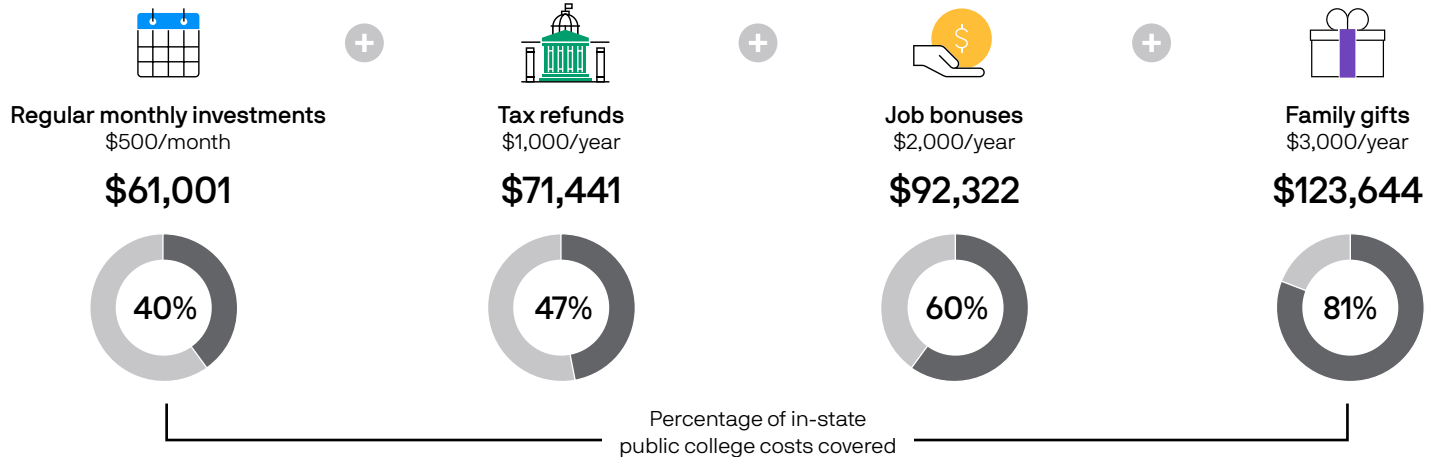 Regular monthly investments
$500/month
$61,001
40%
Tax refunds
$1,000/year
$71,441
47%
Job bonuses
$2,000/year
$92,322
60%
Family gifts
$3,000/year
$123,644
81%
Percentage of in-state
public college costs covered